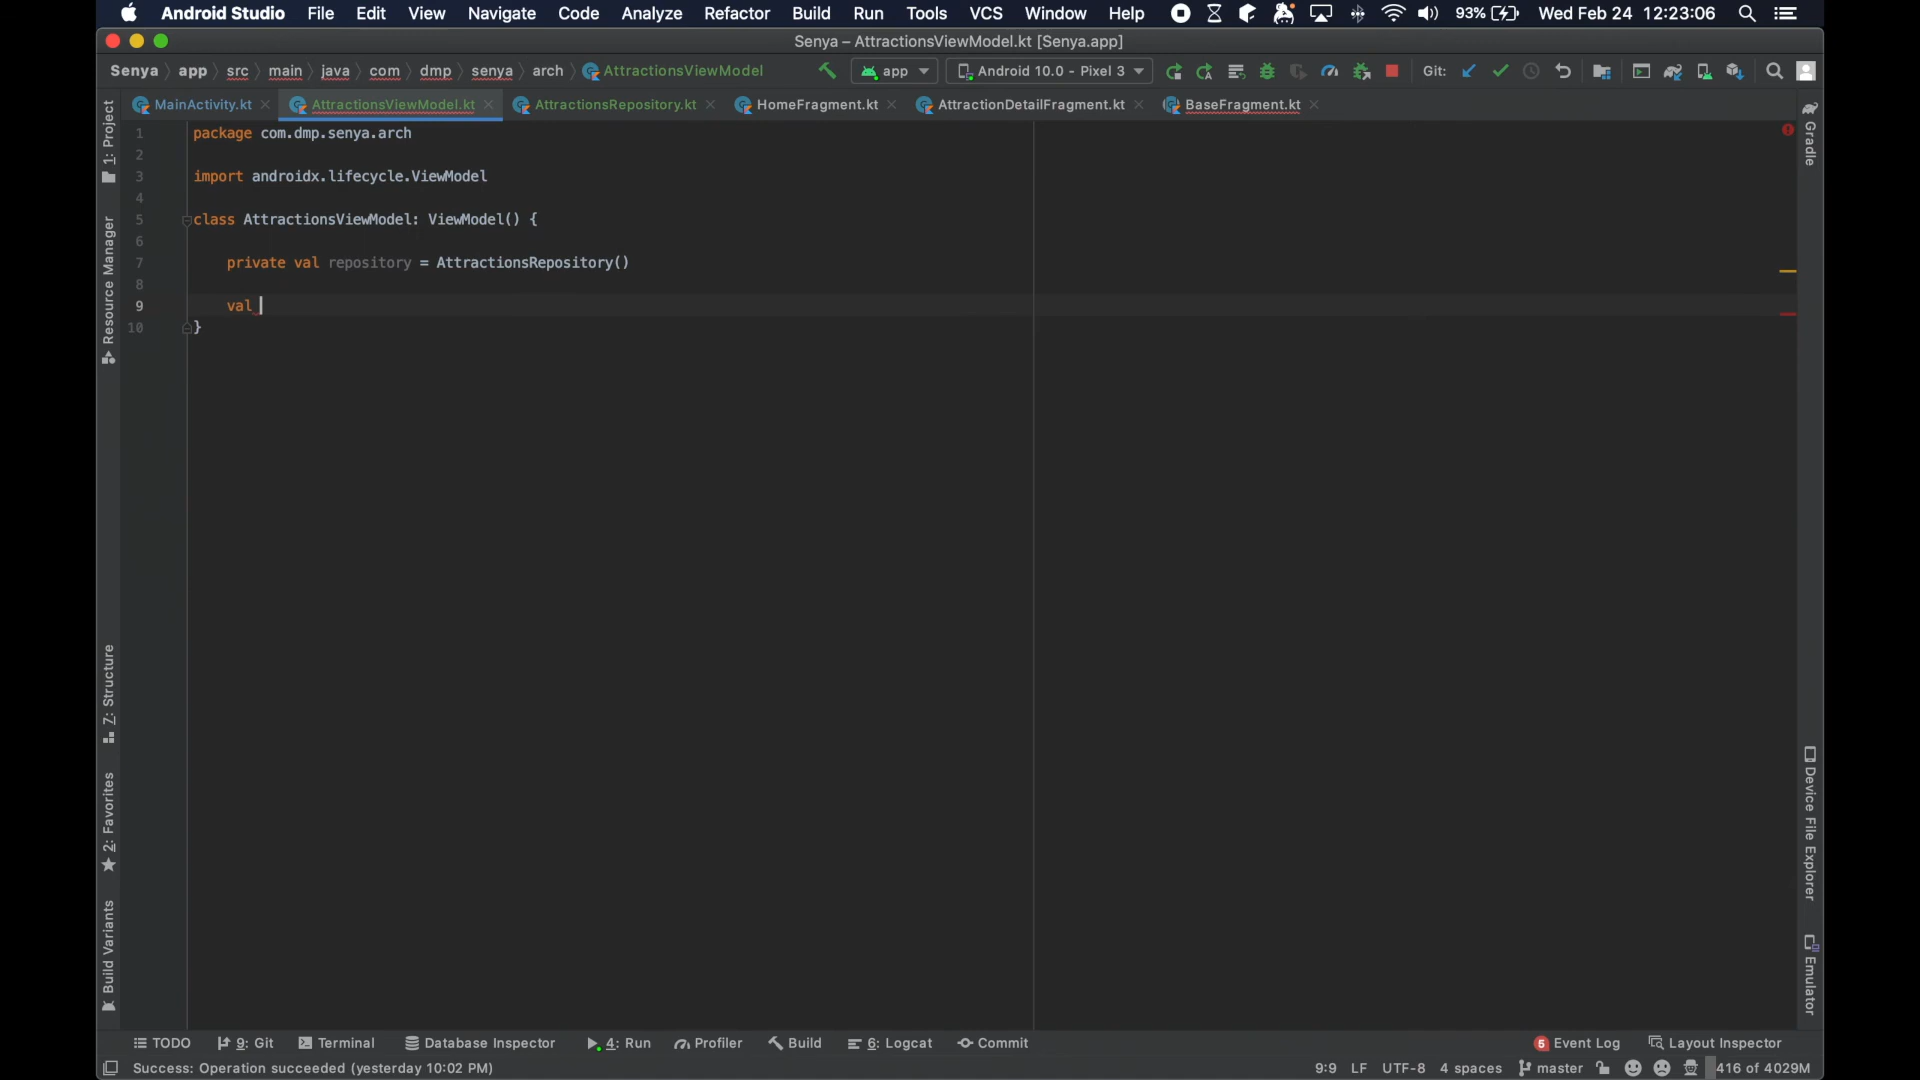 Android Studio File Edit View Navigate Code Analyze Refactor Build Run Tools VCS Window Help 93% Wed Feb 24 12:23:06
Senya – AttractionsViewModel.kt [Senya.app]
Senya app src main java com dmp senya arch AttractionsViewModel app Android 10.0 - Pixel 3 Git:
MainActivity.kt AttractionsViewModel.kt AttractionsRepository.kt HomeFragment.kt AttractionDetailFragment.kt BaseFragment.kt
1 package com.dmp.senya.arch
2
3 import androidx.lifecycle.ViewModel
4
5 class AttractionsViewModel: ViewModel() {
6
7 private val repository = AttractionsRepository()
8
9 val
10 }
1: Project
Resource Manager
Z: Structure
2: Favorites
Build Variants
Gradle
Device File Explorer
Emulator
TODO 9: Git Terminal Database Inspector 4: Run Profiler Build 6: Logcat Commit 5 Event Log Layout Inspector
Success: Operation succeeded (yesterday 10:02 PM) 9:9 LF UTF-8 4 spaces master 416 of 4029M